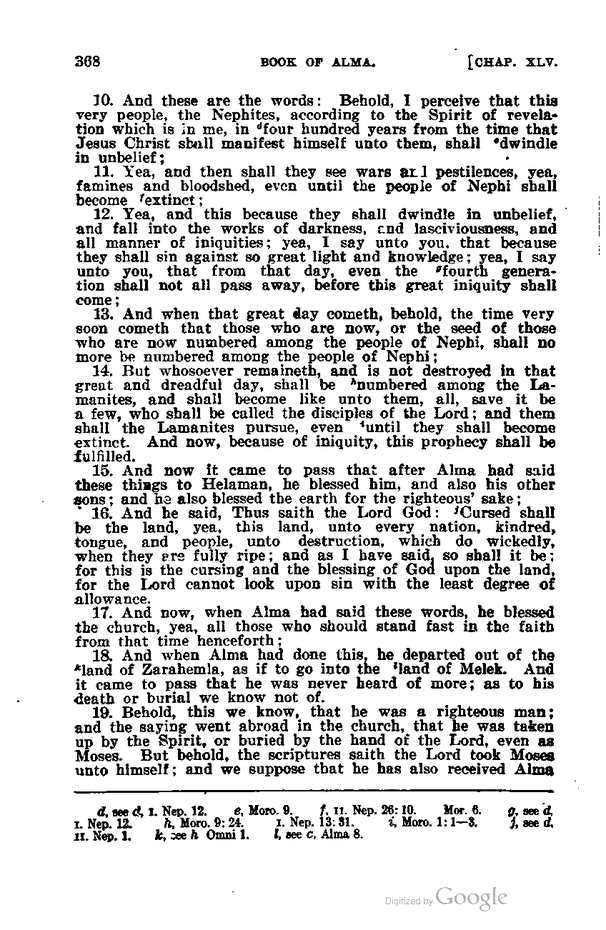 368 BOOK OF ALMA. [CHAP. XLV.
10. And these are the words: Behold, I perceive that this
very people, the Nephites, according to the Spirit of revela-
tion which is in me, in dfour hundred years from the time that
Jesus Christ shall manifest himself unto them, shall edwindle
in unbelief;
11. Yea, and then shall they see wars and pestilences, yea,
famines and bloodshed, even until the people of Nephi shall
become fextinct;
12. Yea, and this because they shall dwindle in unbelief,
and fall into the works of darkness, and lasciviousness, and
all manner of iniquities; yea, I say unto you, that because
they shall sin against so great light and knowledge; yea, I say
unto you, that from that day, even the gfourth genera-
tion shall not all pass away, before this great iniquity shall
come;
13. And when that great day cometh, behold, the time very
soon cometh that those who are now, or the seed of those
who are now numbered among the people of Nephi, shall no
more be numbered among the people of Nephi;
14. But whosoever remaineth, and is not destroyed in that
great and dreadful day, shall be hnumbered among the La-
manites, and shall become like unto them, all, save it be
a few, who shall be called the disciples of the Lord; and them
shall the Lamanites pursue, even iuntil they shall become
extinct. And now, because of iniquity, this prophecy shall be
fulfilled.
15. And now it came to pass that after Alma had said
these things to Helaman, he blessed him, and also his other
sons; and he also blessed the earth for the righteous' sake;
16. And he said, Thus saith the Lord God: jCursed shall
be the land, yea, this land, unto every nation, kindred,
tongue, and people, unto destruction, which do wickedly,
when they are fully ripe; and as I have said, so shall it be;
for this is the cursing and the blessing of God upon the land,
for the Lord cannot look upon sin with the least degree of
allowance.
17. And now, when Alma had said these words, he blessed
the church, yea, all those who should stand fast in the faith
from that time henceforth;
18. And when Alma had done this, he departed out of the
kland of Zarahemla, as if to go into the lland of Melek. And
it came to pass that he was never heard of more; as to his
death or burial we know not of.
19. Behold, this we know, that he was a righteous man;
and the saying went abroad in the church, that he was taken
up by the Spirit, or buried by the hand of the Lord, even as
Moses. But behold, the scriptures saith the Lord took Moses
unto himself; and we suppose that he has also received Alma
d, see d, I. Nep. 12. e, Moro. 9. f, II. Nep. 26:10. Mor. 6. g, see d,
I. Nep. 12. h, Moro. 9:24. I. Nep. 13:31. i, Moro. 1:1—3. j, see d,
II. Nep. 1. k, see h Omni 1. l, see c, Alma 8.
Digitized by Google